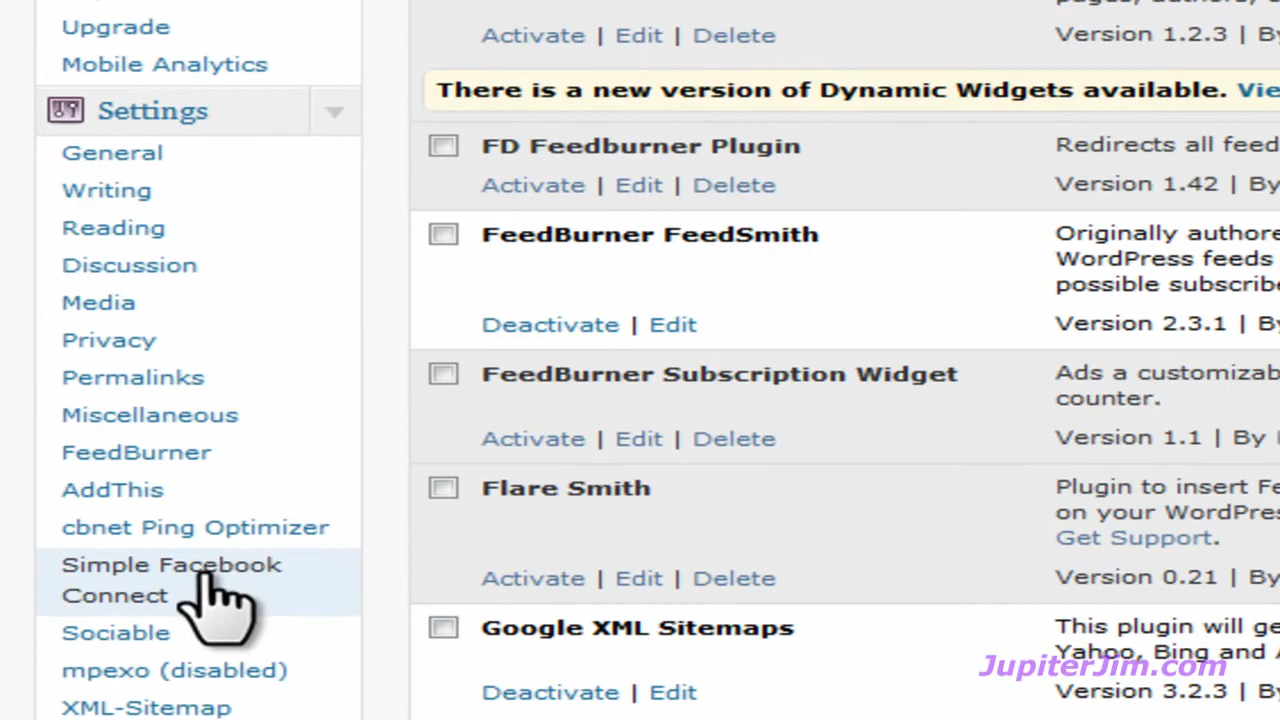 Upgrade
Mobile Analytics
Settings
General
Writing
Reading
Discussion
Media
Privacy
Permalinks
Miscellaneous
FeedBurner
AddThis
cbnet Ping Optimizer
Simple Facebook
Connect
Sociable
mpexo (disabled)
XML-Sitemap
Activate | Edit | Delete
Version 1.2.3 | By
There is a new version of Dynamic Widgets available. Vie
FD Feedburner Plugin
Redirects all feed
Activate | Edit | Delete
Version 1.42 | By
FeedBurner FeedSmith
Originally authore
WordPress feeds
possible subscribe
Deactivate | Edit
Version 2.3.1 | By
FeedBurner Subscription Widget
Ads a customizab
counter.
Activate | Edit | Delete
Version 1.1 | By
Flare Smith
Plugin to insert Fe
on your WordPres
Get Support.
Activate | Edit | Delete
Version 0.21 | By
Google XML Sitemaps
This plugin will ge
Yahoo, Bing and
Deactivate | Edit
Version 3.2.3 | By
JupiterJim.com